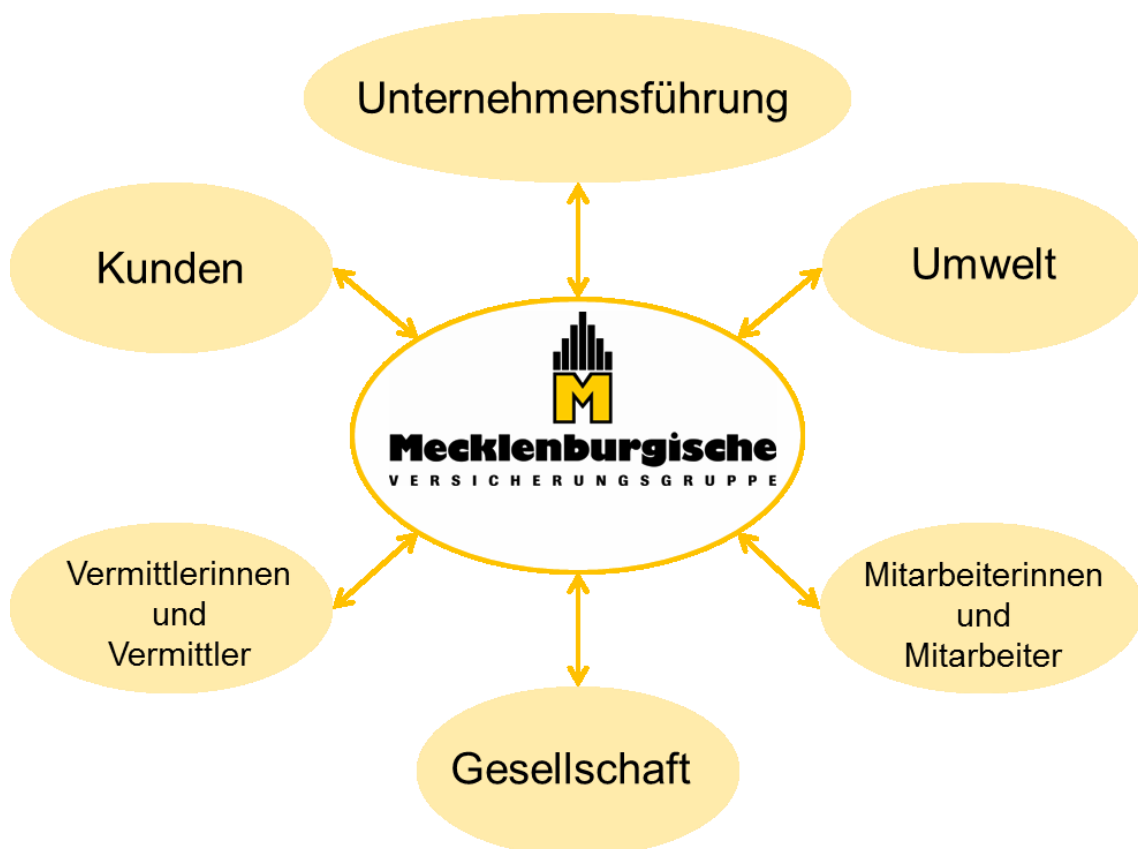 Unternehmensführung
Kunden
Umwelt
M
Mecklenburgische
VERSICHERUNGSGRUPPE
Vermittlerinnen
und
Vermittler
Mitarbeiterinnen
und
Mitarbeiter
Gesellschaft